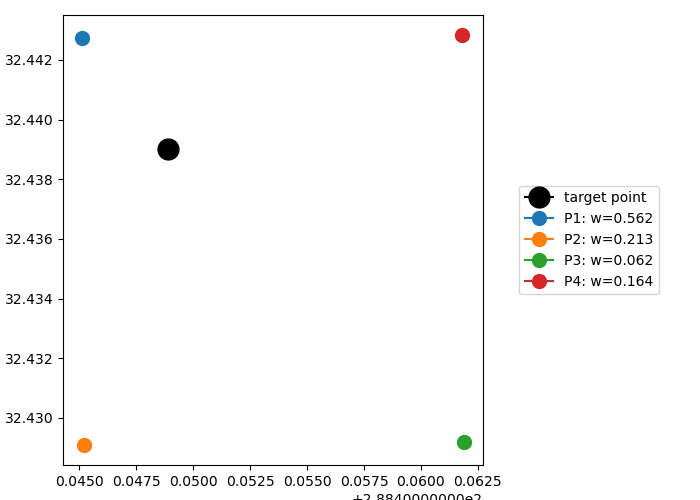 32.442
32.440
32.438
32.436
32.434
32.432
32.430
0.0450 0.0475 0.0500 0.0525 0.0550 0.0575 0.0600 0.0625
+2.8840000000e2
target point
P1: w=0.562
P2: w=0.213
P3: w=0.062
P4: w=0.164